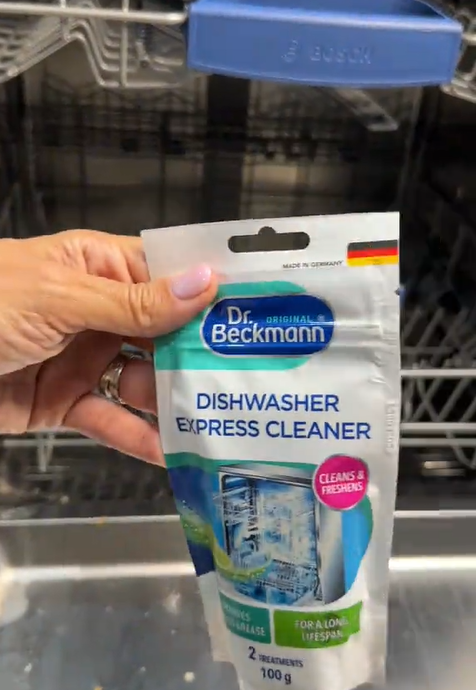 BOSCH
MADE IN GERMANY
Dr.
ORIGINAL
Beckmann
DISHWASHER
EXPRESS CLEANER
CLEANS &
FRESHENS
FOR A LONG
LIFESPAN
2 TREATMENTS
100 g